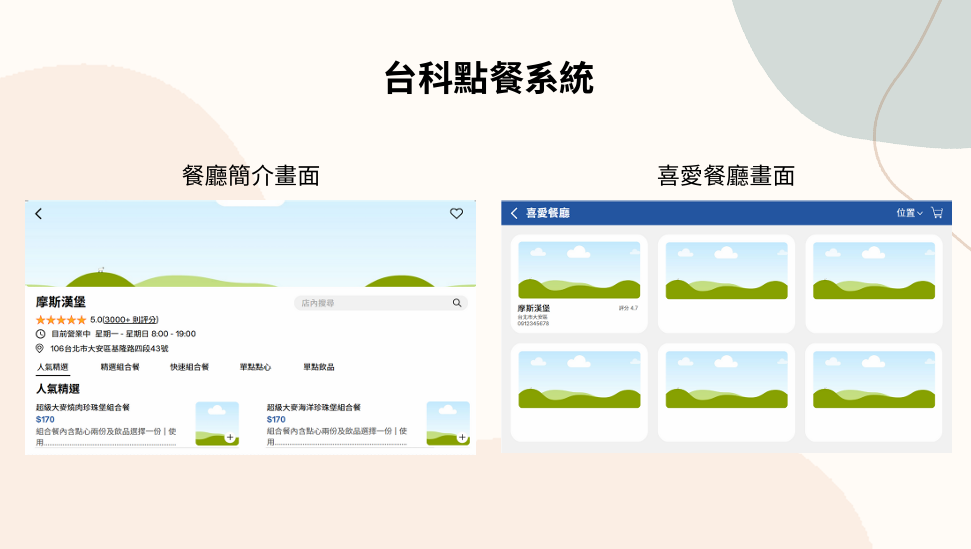 台科點餐系統
餐廳簡介畫面
摩斯漢堡
店內搜尋
5.0(3000+ 則評分)
目前營業中 星期一 - 星期日 8:00 - 19:00
106台北市大安區基隆路四段43號
人氣精選 精選組合餐 快速組合餐 單點點心 單點飲品
人氣精選
超級大麥燒肉珍珠堡組合餐
$170
組合餐內含點心兩份及飲品選擇一份 | 使
用......................................................
超級大麥海洋珍珠堡組合餐
$170
組合餐內含點心兩份及飲品選擇一份 | 使
用......................................................
喜愛餐廳畫面
喜愛餐廳
位置
摩斯漢堡 評分 4.7
台北市大安區
0912345678